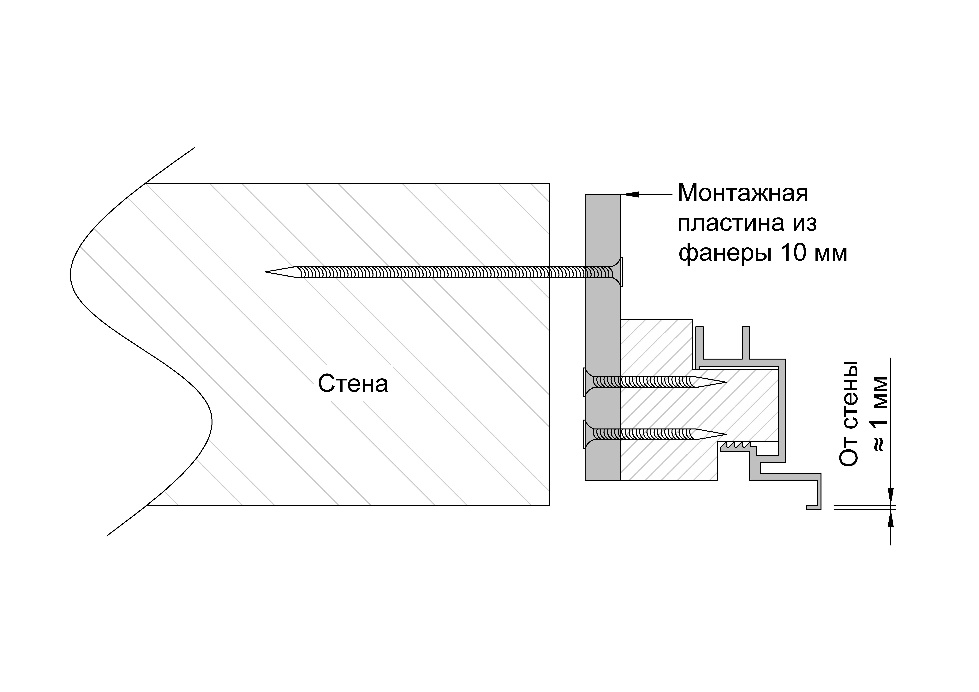 Монтажная
пластина из
фанеры 10 мм
Стена
От стены
≈ 1 мм